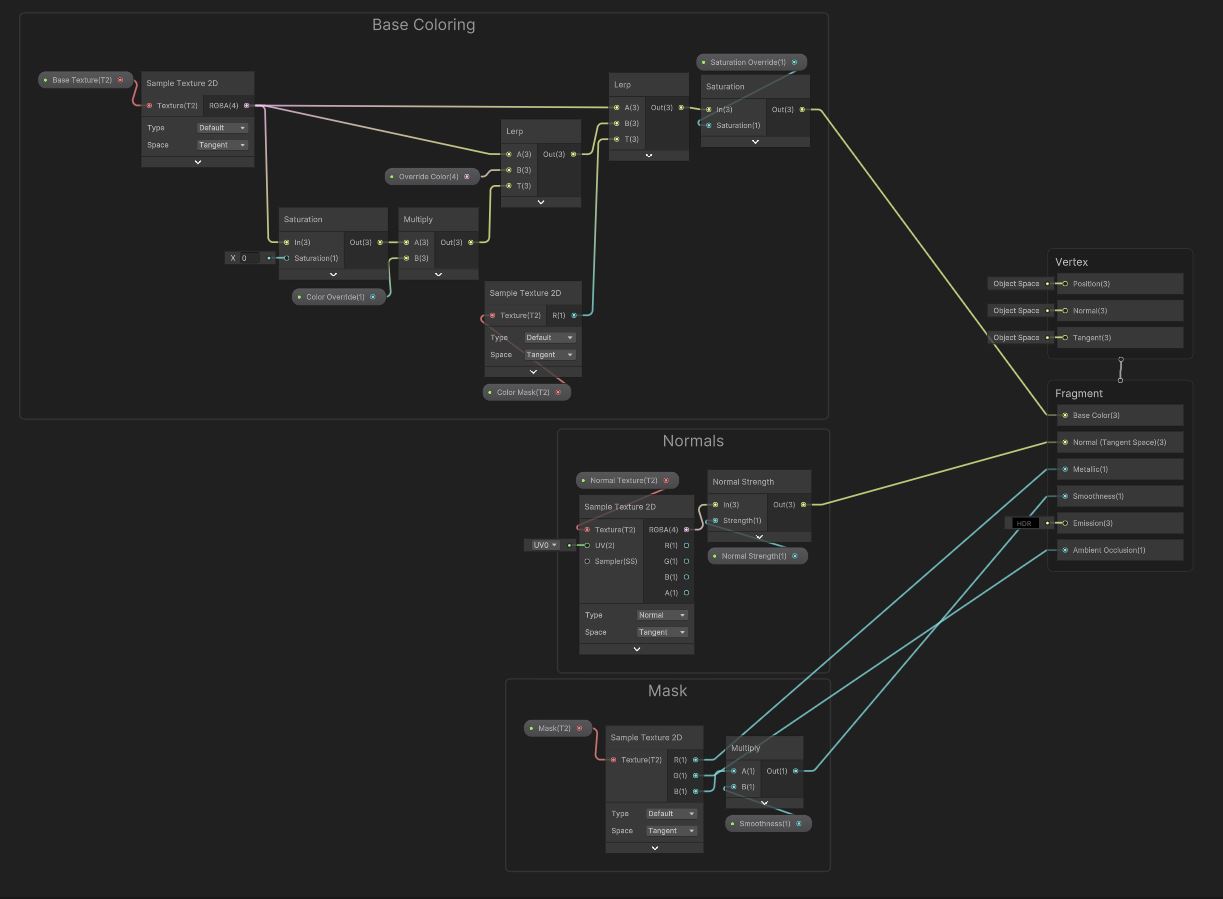 Base Coloring
Base Texture(T2)
Sample Texture 2D
Texture(T2) RGBA(4)
Type Default
Space Tangent
Saturation Override(1)
Saturation
In(3) Out(3)
Saturation(1)
Lerp
A(3) Out(3)
B(3)
T(3)
Lerp
A(3) Out(3)
B(3)
T(3)
Override Color(4)
Saturation
In(3) Out(3)
X 0 Saturation(1)
Multiply
A(3) Out(3)
B(3)
Color Override(1)
Sample Texture 2D
Texture(T2) R(1)
Type Default
Space Tangent
Color Mask(T2)
Vertex
Object Space Position(3)
Object Space Normal(3)
Object Space Tangent(3)
Fragment
Base Color(3)
Normal (Tangent Space)(3)
Metallic(1)
Smoothness(1)
HDR Emission(3)
Ambient Occlusion(1)
Normals
Normal Texture(T2)
Sample Texture 2D
Texture(T2) RGBA(4)
UV0 UV(2) R(1)
Sampler(SS) G(1)
B(1)
A(1)
Type Normal
Space Tangent
Normal Strength
In(3) Out(3)
Strength(1)
Normal Strength(1)
Mask
Mask(T2)
Sample Texture 2D
Texture(T2) R(1)
G(1)
B(1)
Type Default
Space Tangent
Multiply
A(1) Out(1)
B(1)
Smoothness(1)